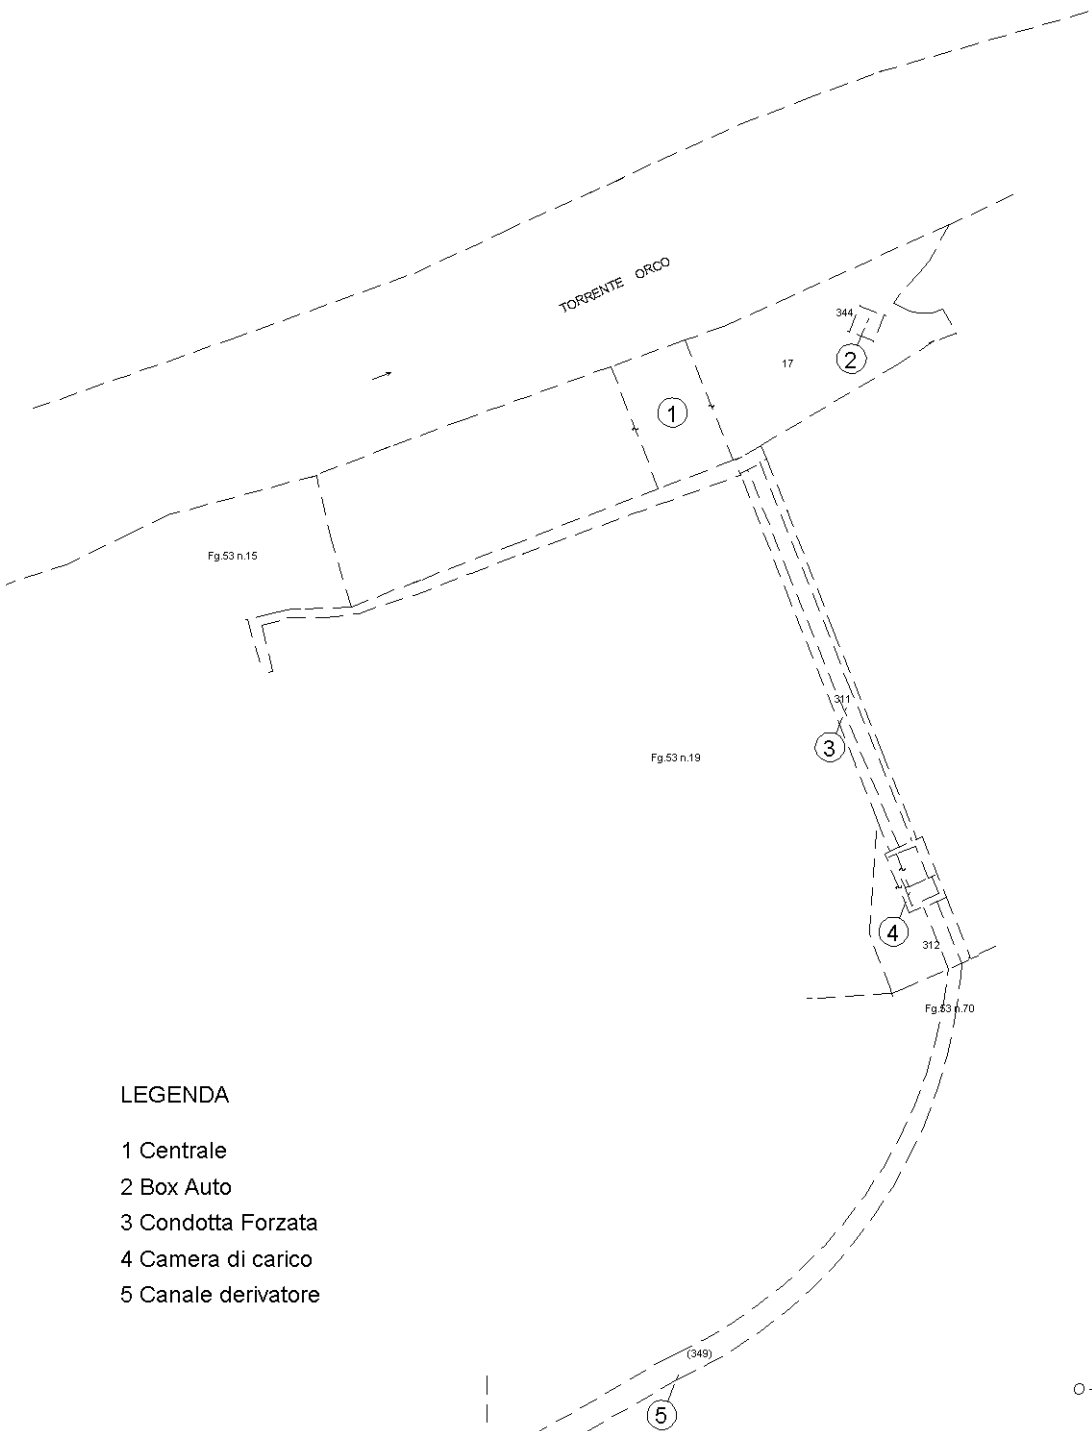 TORRENTE ORCO
344
2
17
1
Fg.53 n.15
311
3
Fg.53 n.19
4
312
Fg.53 n.70
LEGENDA
1 Centrale
2 Box Auto
3 Condotta Forzata
4 Camera di carico
5 Canale derivatore
(349)
5